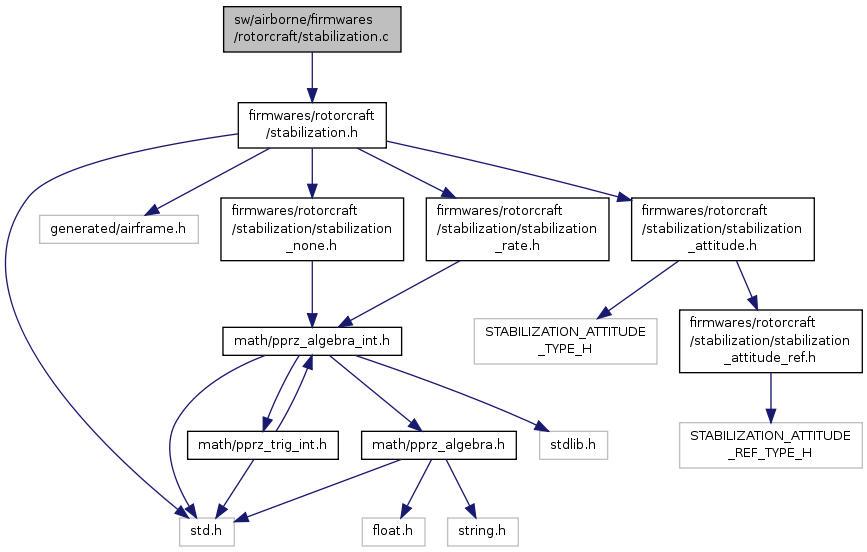 sw/airborne/firmwares
/rotorcraft/stabilization.c
firmwares/rotorcraft
/stabilization.h
generated/airframe.h
firmwares/rotorcraft
/stabilization/stabilization
_none.h
firmwares/rotorcraft
/stabilization/stabilization
_rate.h
firmwares/rotorcraft
/stabilization/stabilization
_attitude.h
math/pprz_algebra_int.h
STABILIZATION_ATTITUDE
_TYPE_H
firmwares/rotorcraft
/stabilization/stabilization
_attitude_ref.h
math/pprz_trig_int.h
math/pprz_algebra.h
stdlib.h
STABILIZATION_ATTITUDE
_REF_TYPE_H
std.h
float.h
string.h